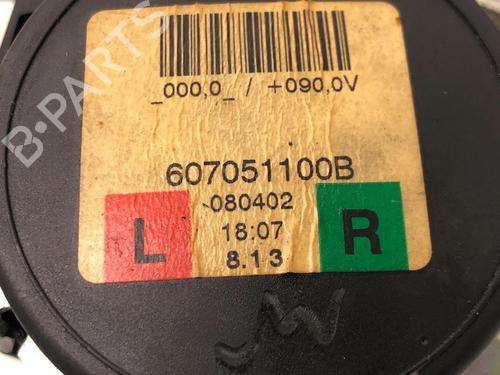 B-PARTS
_000,0_ / +090,0V
607051100B
L
080402
R
18:07
8.13